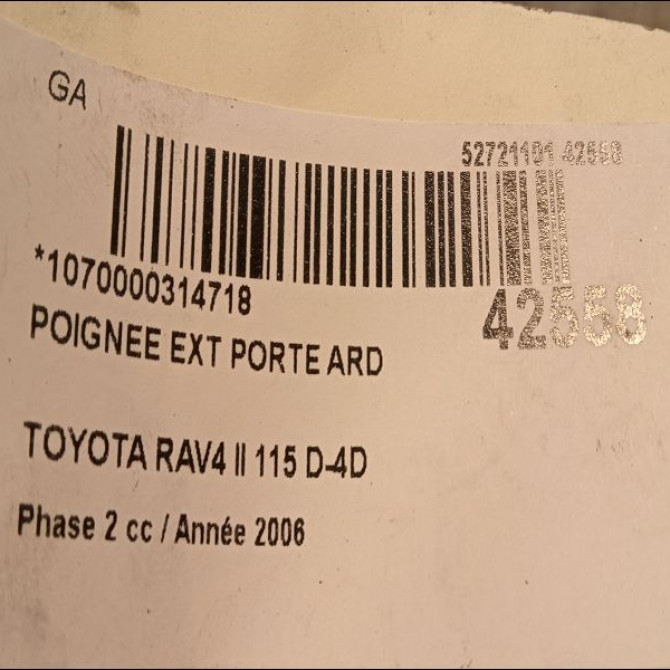 GA
52721101 42558
*1070000314718
42558
POIGNEE EXT PORTE ARD
TOYOTA RAV4 II 115 D-4D
Phase 2 cc / Année 2006